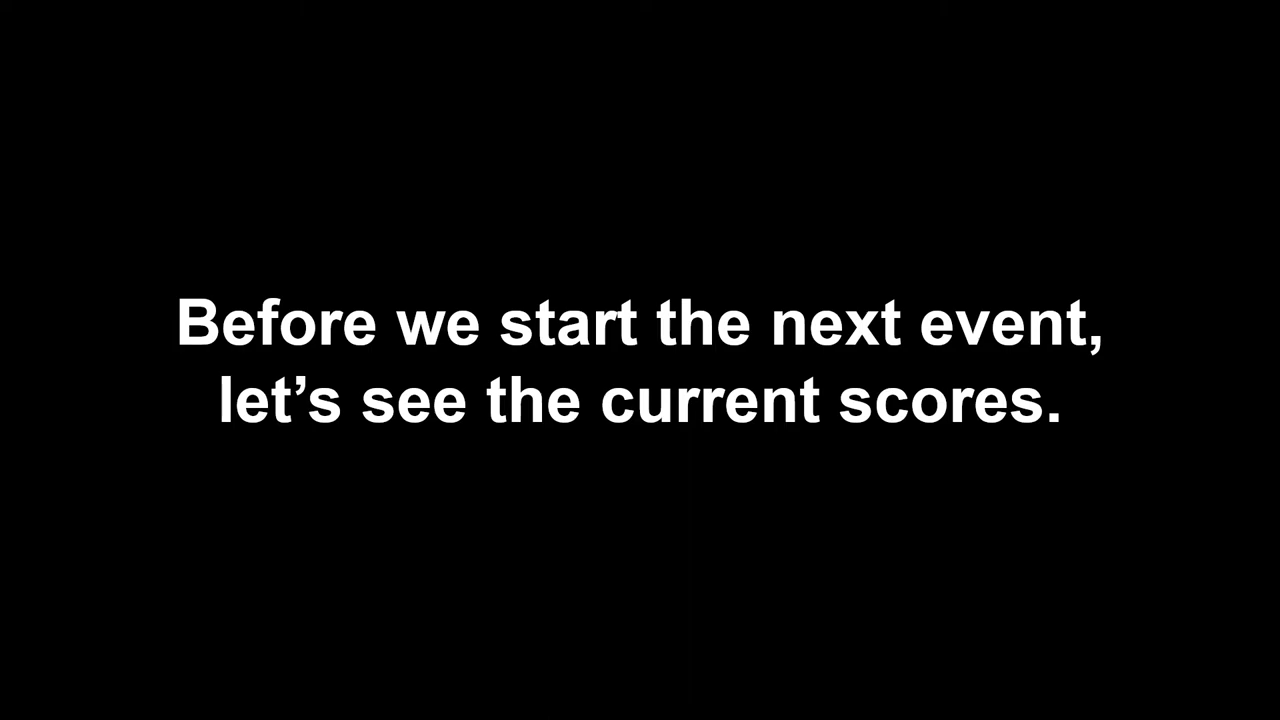 Before we start the next event,
let’s see the current scores.